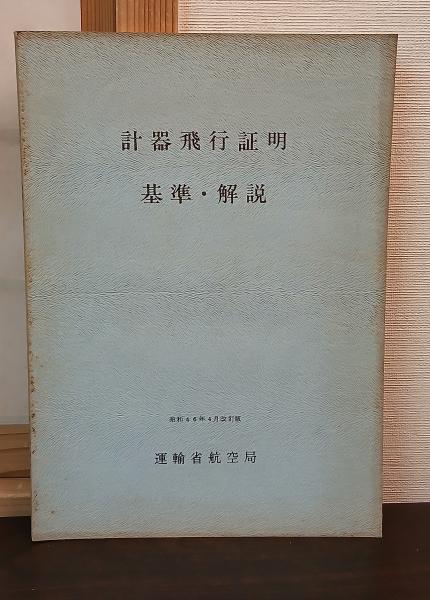 計器飛行証明
基準・解説
昭和46年4月改訂版
運輸省航空局